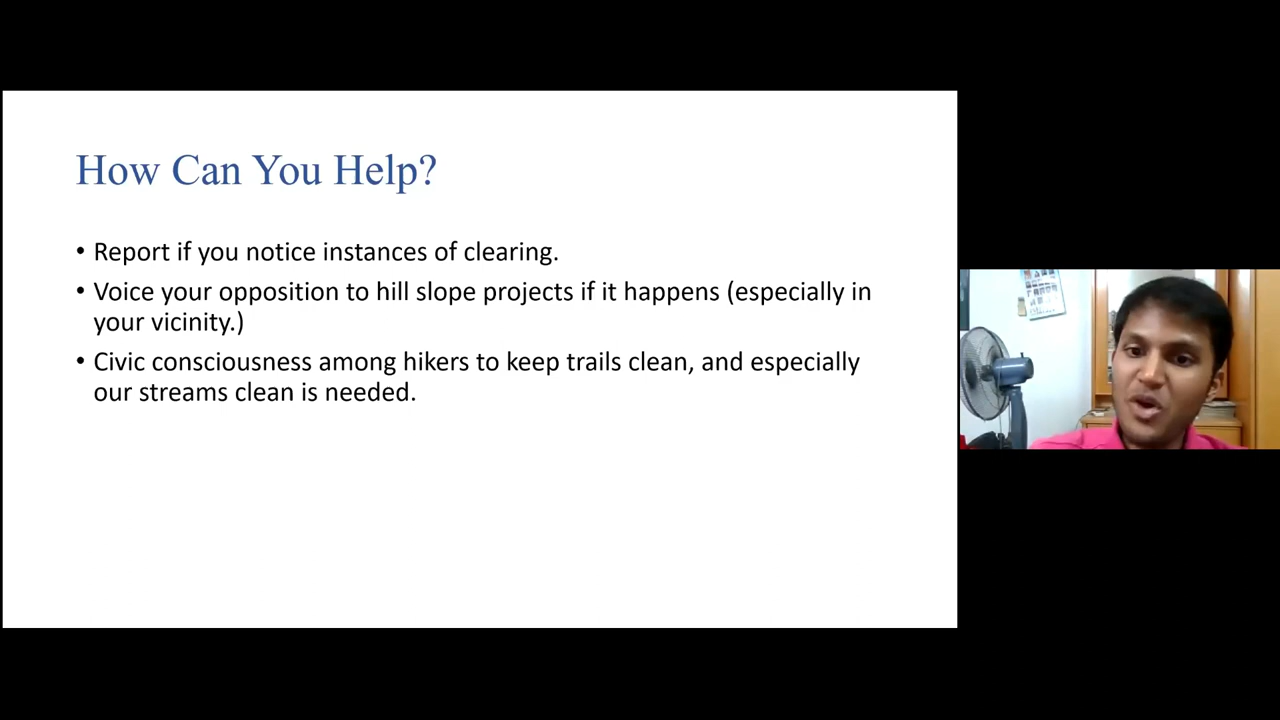 How Can You Help?
• Report if you notice instances of clearing.
• Voice your opposition to hill slope projects if it happens (especially in
your vicinity.)
• Civic consciousness among hikers to keep trails clean, and especially
our streams clean is needed.